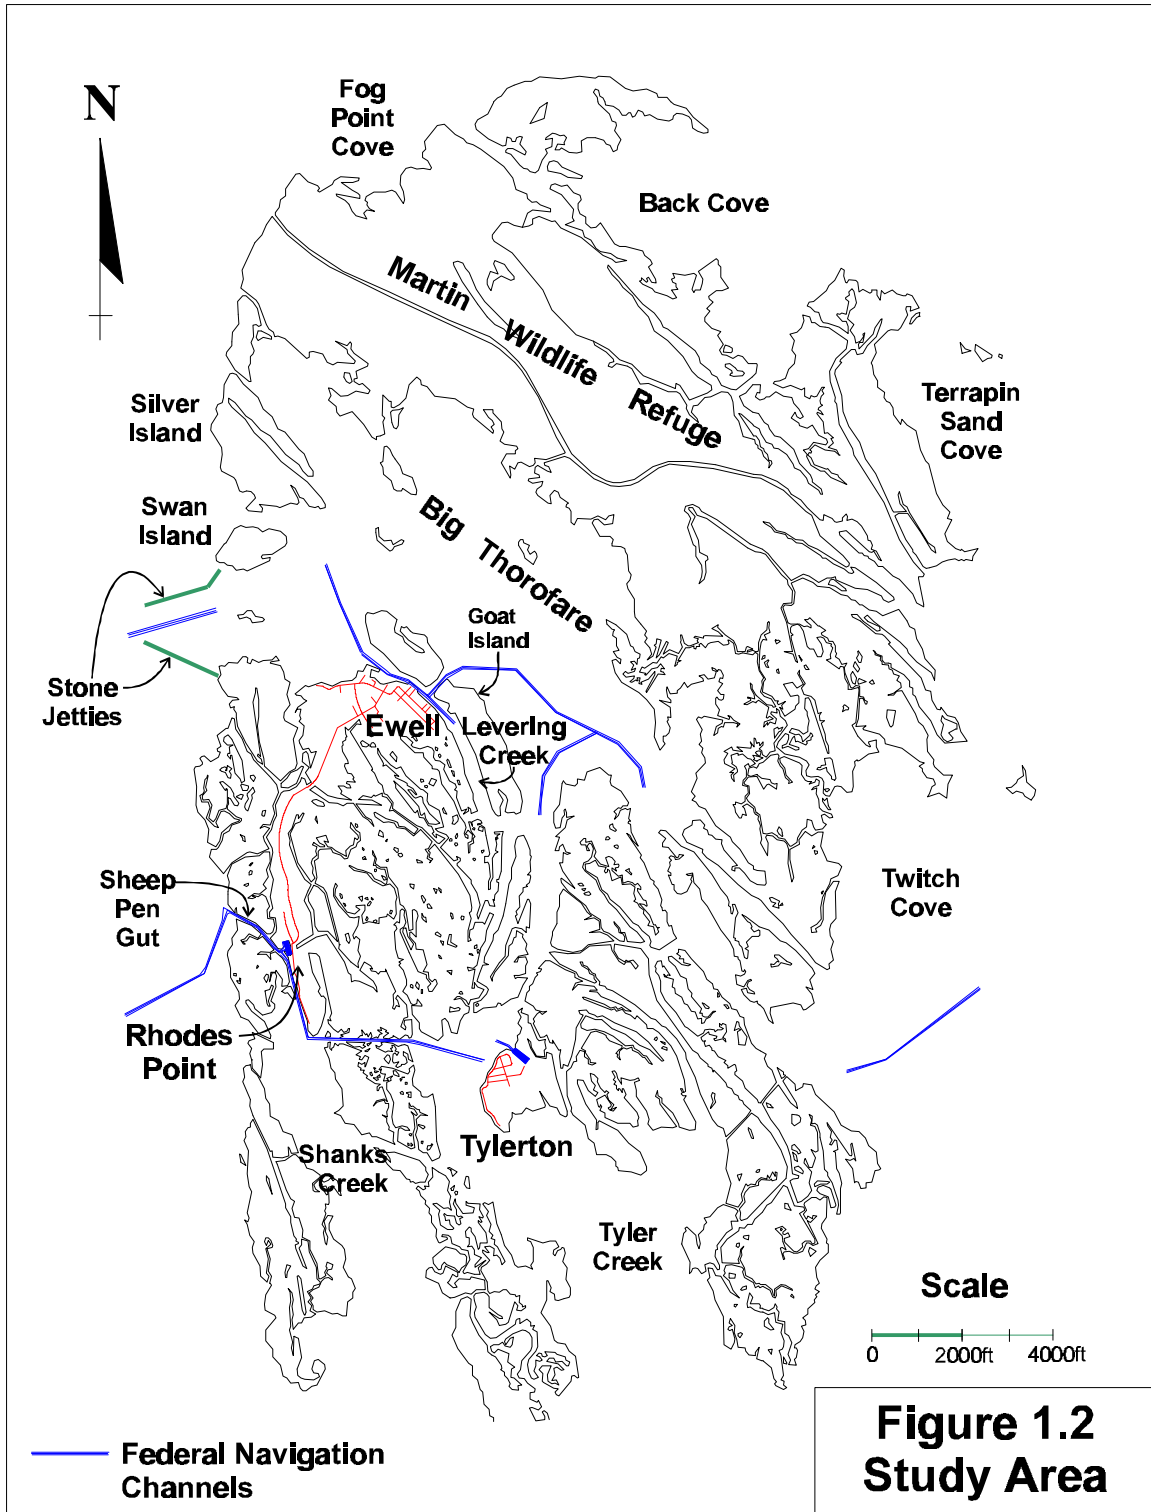 N
Fog
Point
Cove
Back Cove
Martin Wildlife Refuge
Silver
Island
Terrapin
Sand
Cove
Swan
Island
Big Thorofare
Goat
Island
Stone
Jetties
Ewell
Levering
Creek
Sheep
Pen
Gut
Twitch
Cove
Rhodes
Point
Tylerton
Shanks
Creek
Tyler
Creek
Scale
0 2000ft 4000ft
Figure 1.2
Study Area
Federal Navigation
Channels